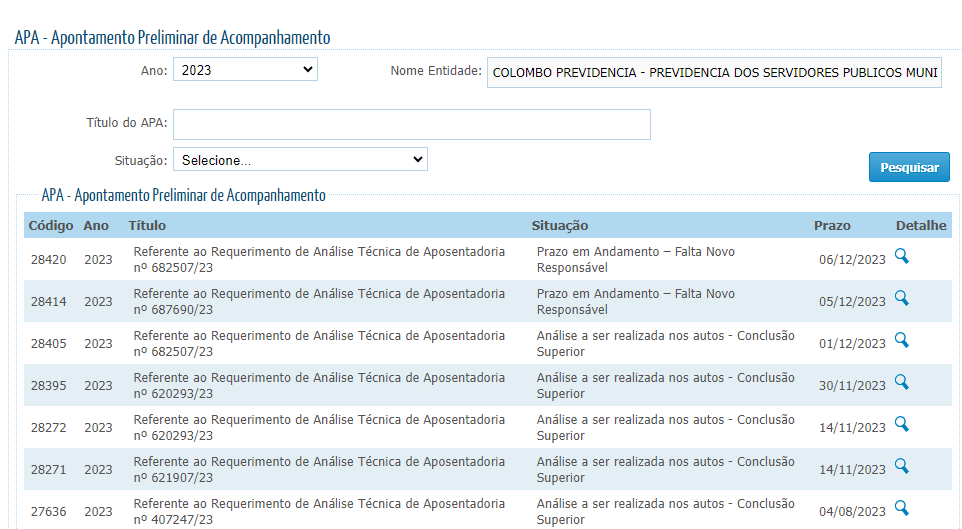 APA - Apontamento Preliminar de Acompanhamento
Ano: 2023 Nome Entidade: COLOMBO PREVIDENCIA - PREVIDENCIA DOS SERVIDORES PUBLICOS MUNI
Título do APA:
Situação: Selecione...
Pesquisar
APA - Apontamento Preliminar de Acompanhamento
Código Ano Título Situação Prazo Detalhe
28420 2023 Referente ao Requerimento de Análise Técnica de Aposentadoria nº 682507/23 Prazo em Andamento – Falta Novo Responsável 06/12/2023
28414 2023 Referente ao Requerimento de Análise Técnica de Aposentadoria nº 687690/23 Prazo em Andamento – Falta Novo Responsável 05/12/2023
28405 2023 Referente ao Requerimento de Análise Técnica de Aposentadoria nº 682507/23 Análise a ser realizada nos autos - Conclusão Superior 01/12/2023
28395 2023 Referente ao Requerimento de Análise Técnica de Aposentadoria nº 620293/23 Análise a ser realizada nos autos - Conclusão Superior 30/11/2023
28272 2023 Referente ao Requerimento de Análise Técnica de Aposentadoria nº 620293/23 Análise a ser realizada nos autos - Conclusão Superior 14/11/2023
28271 2023 Referente ao Requerimento de Análise Técnica de Aposentadoria nº 621907/23 Análise a ser realizada nos autos - Conclusão Superior 14/11/2023
27636 2023 Referente ao Requerimento de Análise Técnica de Aposentadoria nº 407247/23 Análise a ser realizada nos autos - Conclusão Superior 04/08/2023